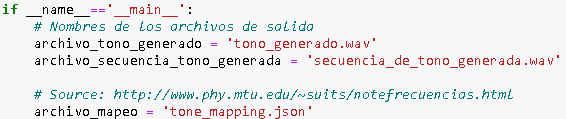 if __name__=='__main__':
# Nombres de los archivos de salida
archivo_tono_generado = 'tono_generado.wav'
archivo_secuencia_tono_generada = 'secuencia_de_tono_generada.wav'
# Source: http://www.phy.mtu.edu/~suits/notefrecuencias.html
archivo_mapeo = 'tone_mapping.json'